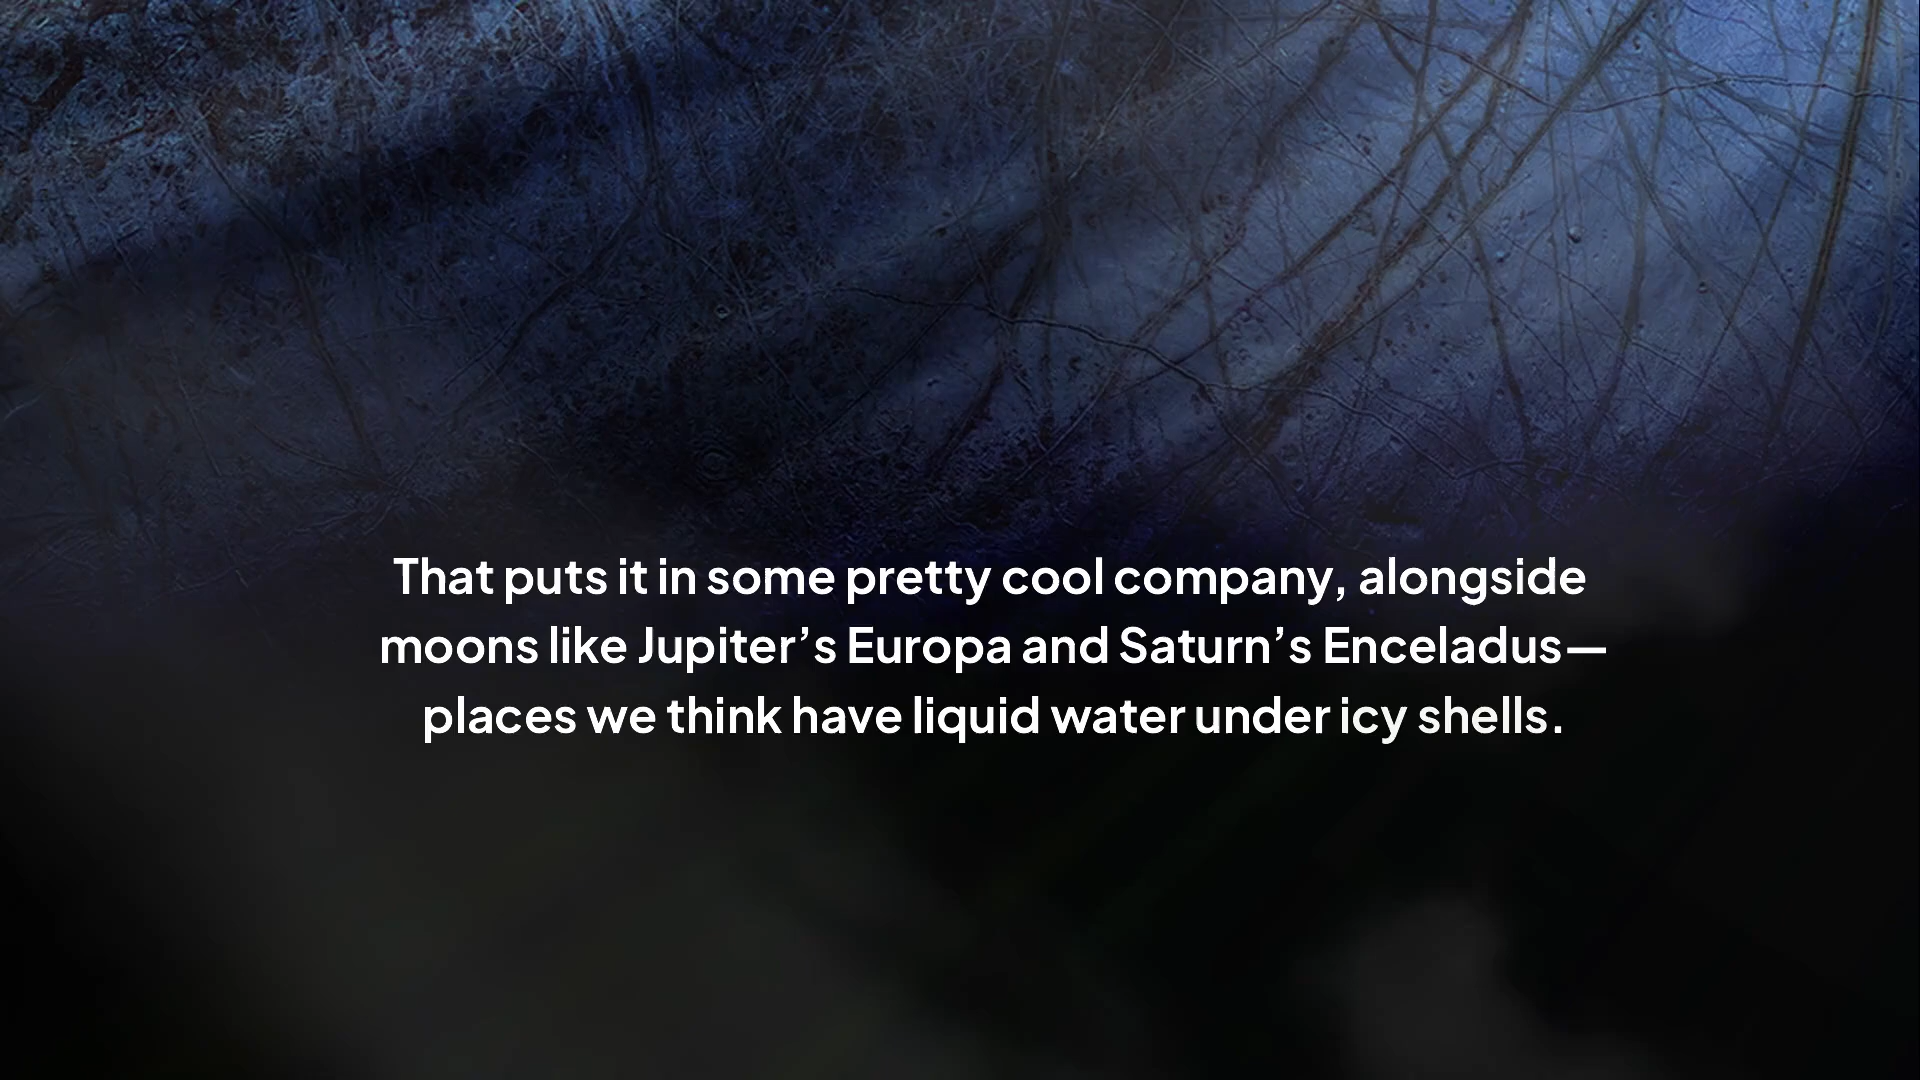 That puts it in some pretty cool company, alongside
moons like Jupiter’s Europa and Saturn’s Enceladus—
places we think have liquid water under icy shells.